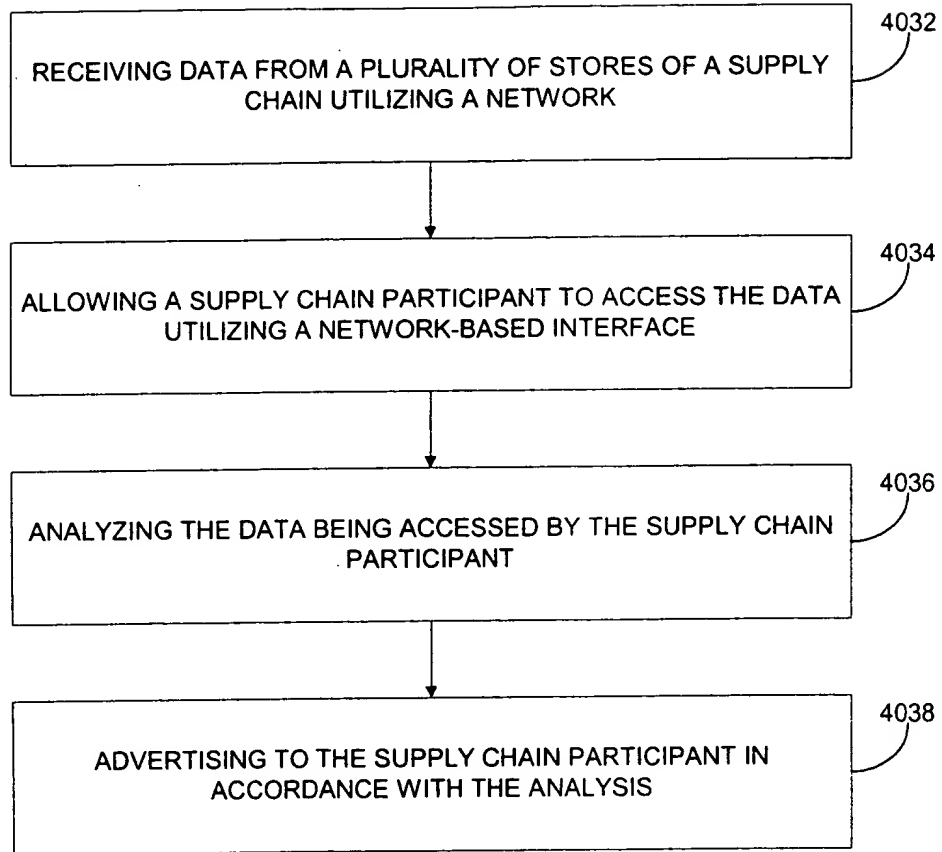 4032
RECEIVING DATA FROM A PLURALITY OF STORES OF A SUPPLY
CHAIN UTILIZING A NETWORK
4034
ALLOWING A SUPPLY CHAIN PARTICIPANT TO ACCESS THE DATA
UTILIZING A NETWORK-BASED INTERFACE
4036
ANALYZING THE DATA BEING ACCESSED BY THE SUPPLY CHAIN
PARTICIPANT
4038
ADVERTISING TO THE SUPPLY CHAIN PARTICIPANT IN
ACCORDANCE WITH THE ANALYSIS